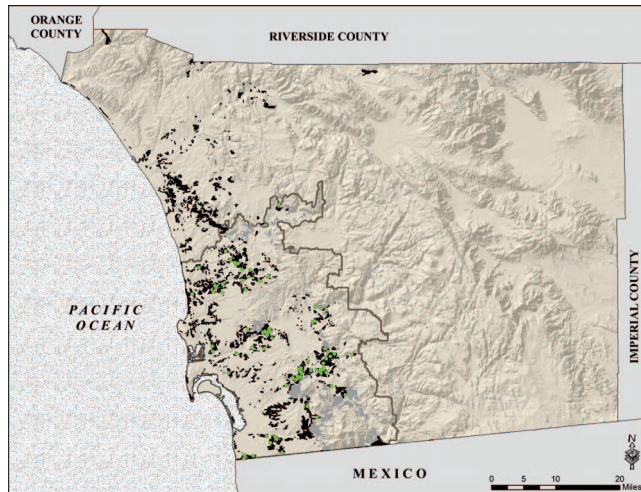 ORANGE
COUNTY
RIVERSIDE COUNTY
PACIFIC
OCEAN
IMPERIAL COUNTY
MEXICO
N
0 5 10 20
Miles